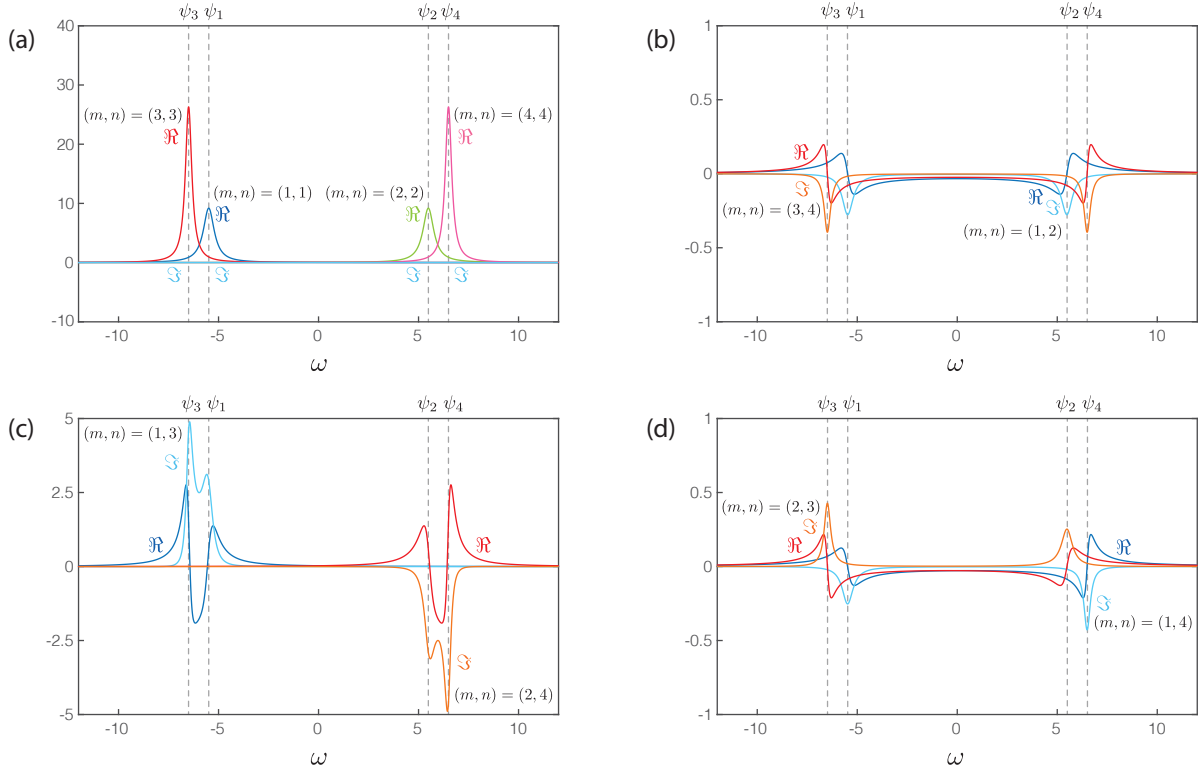 (a)
ψ3 ψ1 ψ2 ψ4
40
30
20
10
0
-10
(m, n) = (3, 3)
ℜ
(m, n) = (4, 4)
ℜ
(m, n) = (1, 1) (m, n) = (2, 2)
ℜ ℜ
ℑ ℑ ℑ ℑ
-10 -5 0 5 10
ω
(b)
ψ3 ψ1 ψ2 ψ4
1
0.5
0
-0.5
-1
ℜ ℜ
ℑ
(m, n) = (3, 4)
ℜ
ℑ
(m, n) = (1, 2)
-10 -5 0 5 10
ω
(c)
ψ3 ψ1 ψ2 ψ4
5
2.5
0
-2.5
-5
(m, n) = (1, 3)
ℑ
ℜ ℜ
ℑ
(m, n) = (2, 4)
-10 -5 0 5 10
ω
(d)
ψ3 ψ1 ψ2 ψ4
1
0.5
0
-0.5
-1
(m, n) = (2, 3)
ℑ
ℜ ℜ
ℑ
(m, n) = (1, 4)
-10 -5 0 5 10
ω